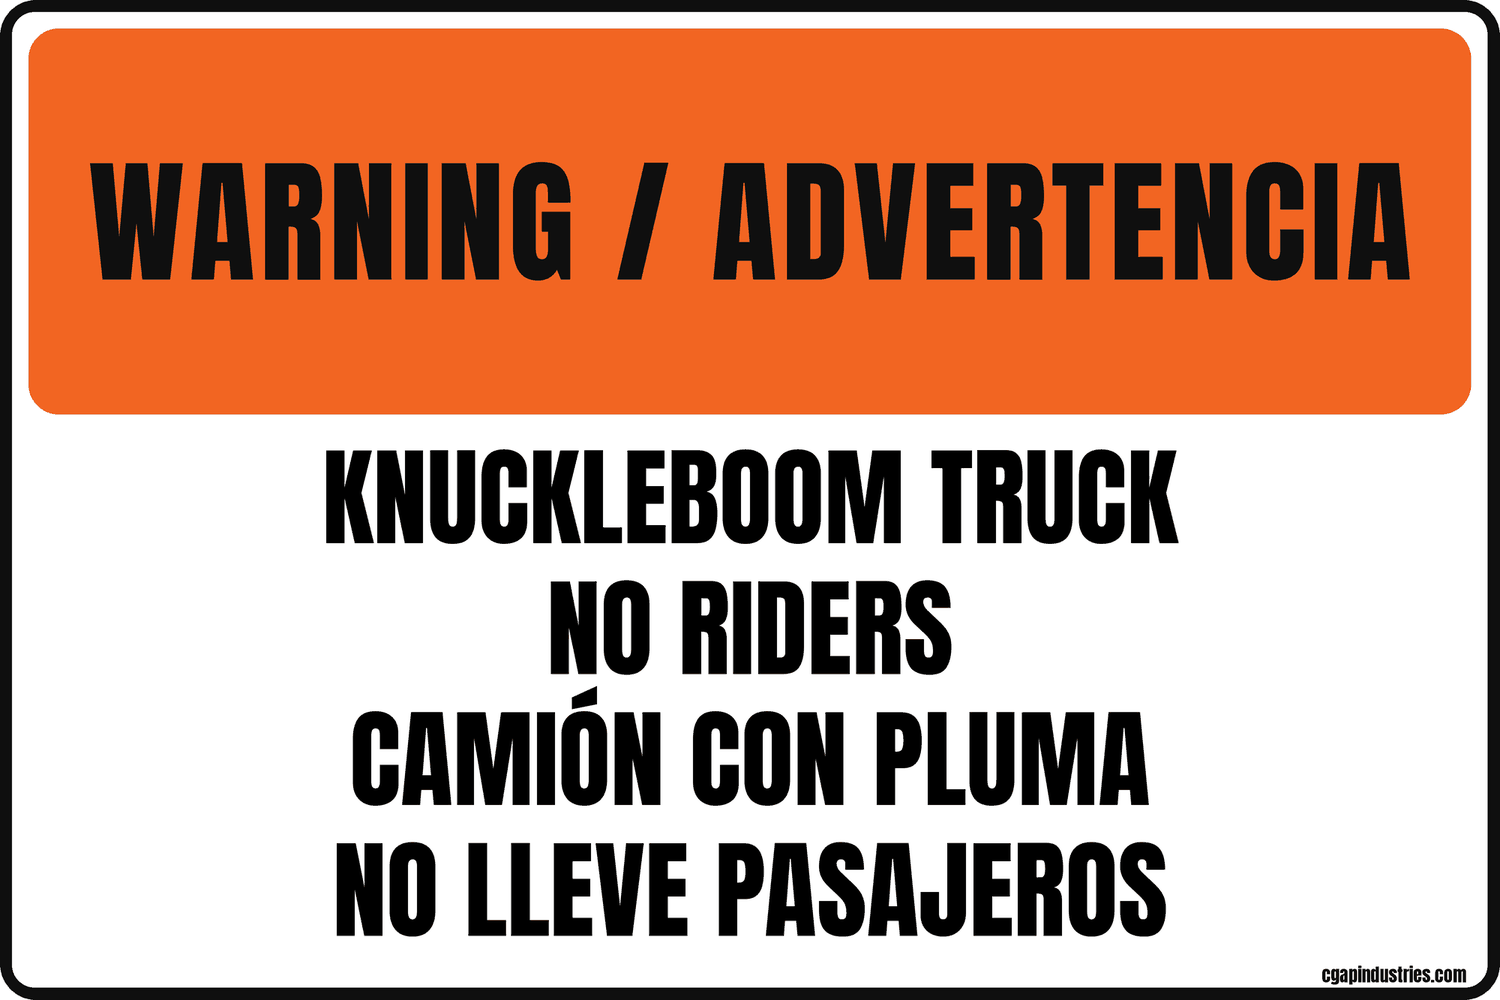 WARNING / ADVERTENCIA
KNUCKLEBOOM TRUCK
NO RIDERS
CAMIÓN CON PLUMA
NO LLEVE PASAJEROS
cgapindustries.com